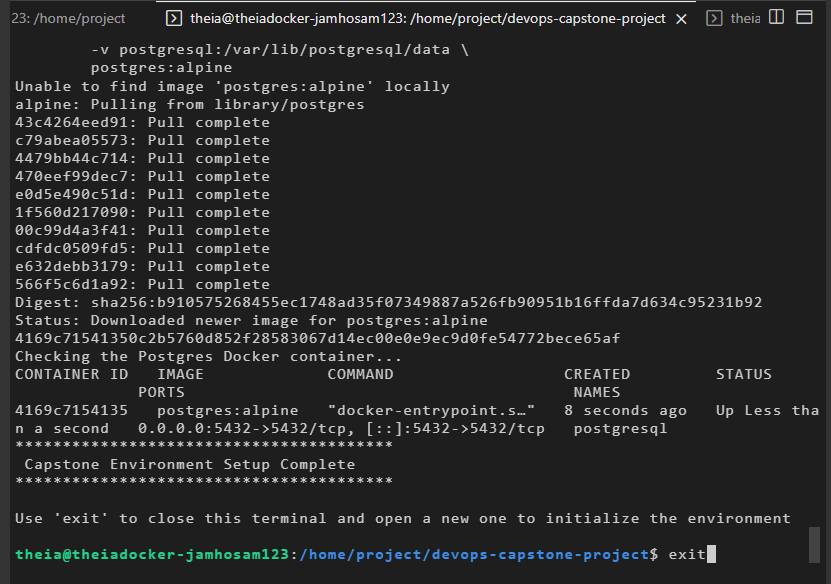 23: /home/project
theia@theiadocker-jamhosam123: /home/project/devops-capstone-project
theia
-v postgresql:/var/lib/postgresql/data \
postgres:alpine
Unable to find image 'postgres:alpine' locally
alpine: Pulling from library/postgres
43c4264eed91: Pull complete
c79abea05573: Pull complete
4479bb44c714: Pull complete
470eef99dec7: Pull complete
e0d5e490c51d: Pull complete
1f560d217090: Pull complete
00c99d4a3f41: Pull complete
cdfdc0509fd5: Pull complete
e632debb3179: Pull complete
566f5c6d1a92: Pull complete
Digest: sha256:b910575268455ec1748ad35f07349887a526fb90951b16ffda7d634c95231b92
Status: Downloaded newer image for postgres:alpine
4169c71541350c2b5760d852f28583067d14ec00e0e9ec9d0fe54772bece65af
Checking the Postgres Docker container...
CONTAINER ID   IMAGE             COMMAND                  CREATED         STATUS
PORTS                                         NAMES
4169c7154135   postgres:alpine   "docker-entrypoint.s…"   8 seconds ago   Up Less tha
n a second   0.0.0.0:5432->5432/tcp, [::]:5432->5432/tcp   postgresql
****************************************
Capstone Environment Setup Complete
****************************************
Use 'exit' to close this terminal and open a new one to initialize the environment
theia@theiadocker-jamhosam123:/home/project/devops-capstone-project$ exit